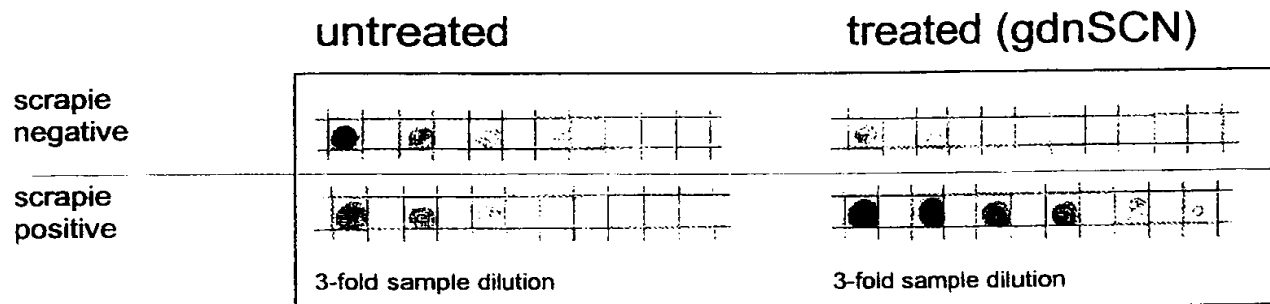 untreated
treated (gdnSCN)
scrapie
negative
scrapie
positive
3-fold sample dilution
3-fold sample dilution